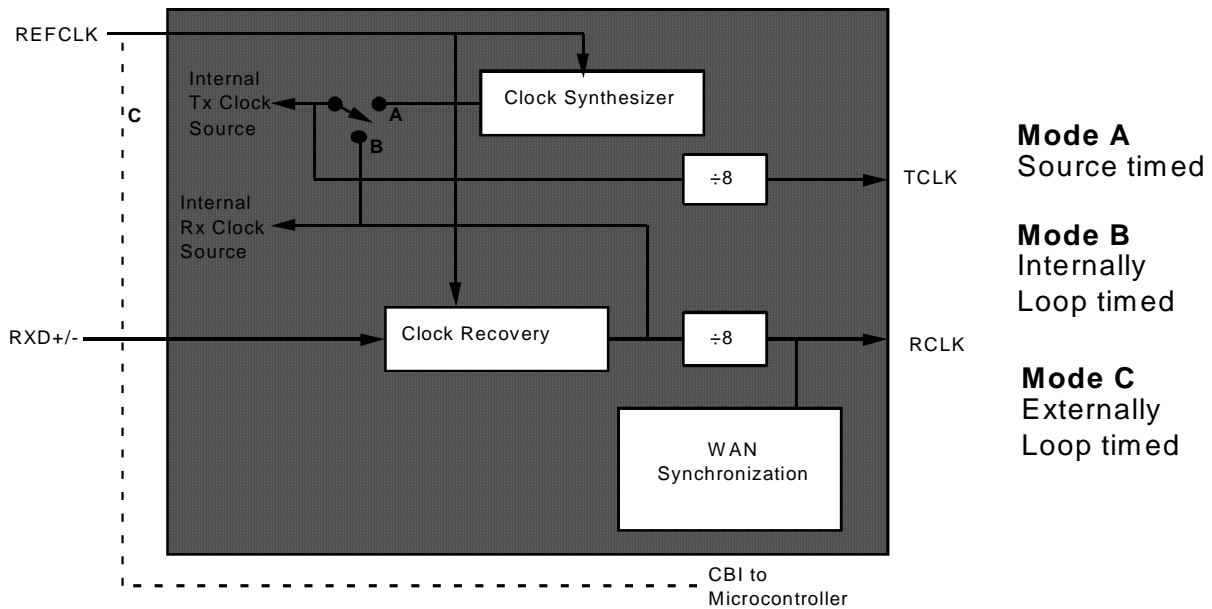 REFCLK
Internal
Tx Clock
Source
C
A
B
Clock Synthesizer
÷8
TCLK
Internal
Rx Clock
Source
RXD+/-
Clock Recovery
÷8
RCLK
WAN
Synchronization
CBI to
Microcontroller
Mode A
Source timed
Mode B
Internally
Loop timed
Mode C
Externally
Loop timed